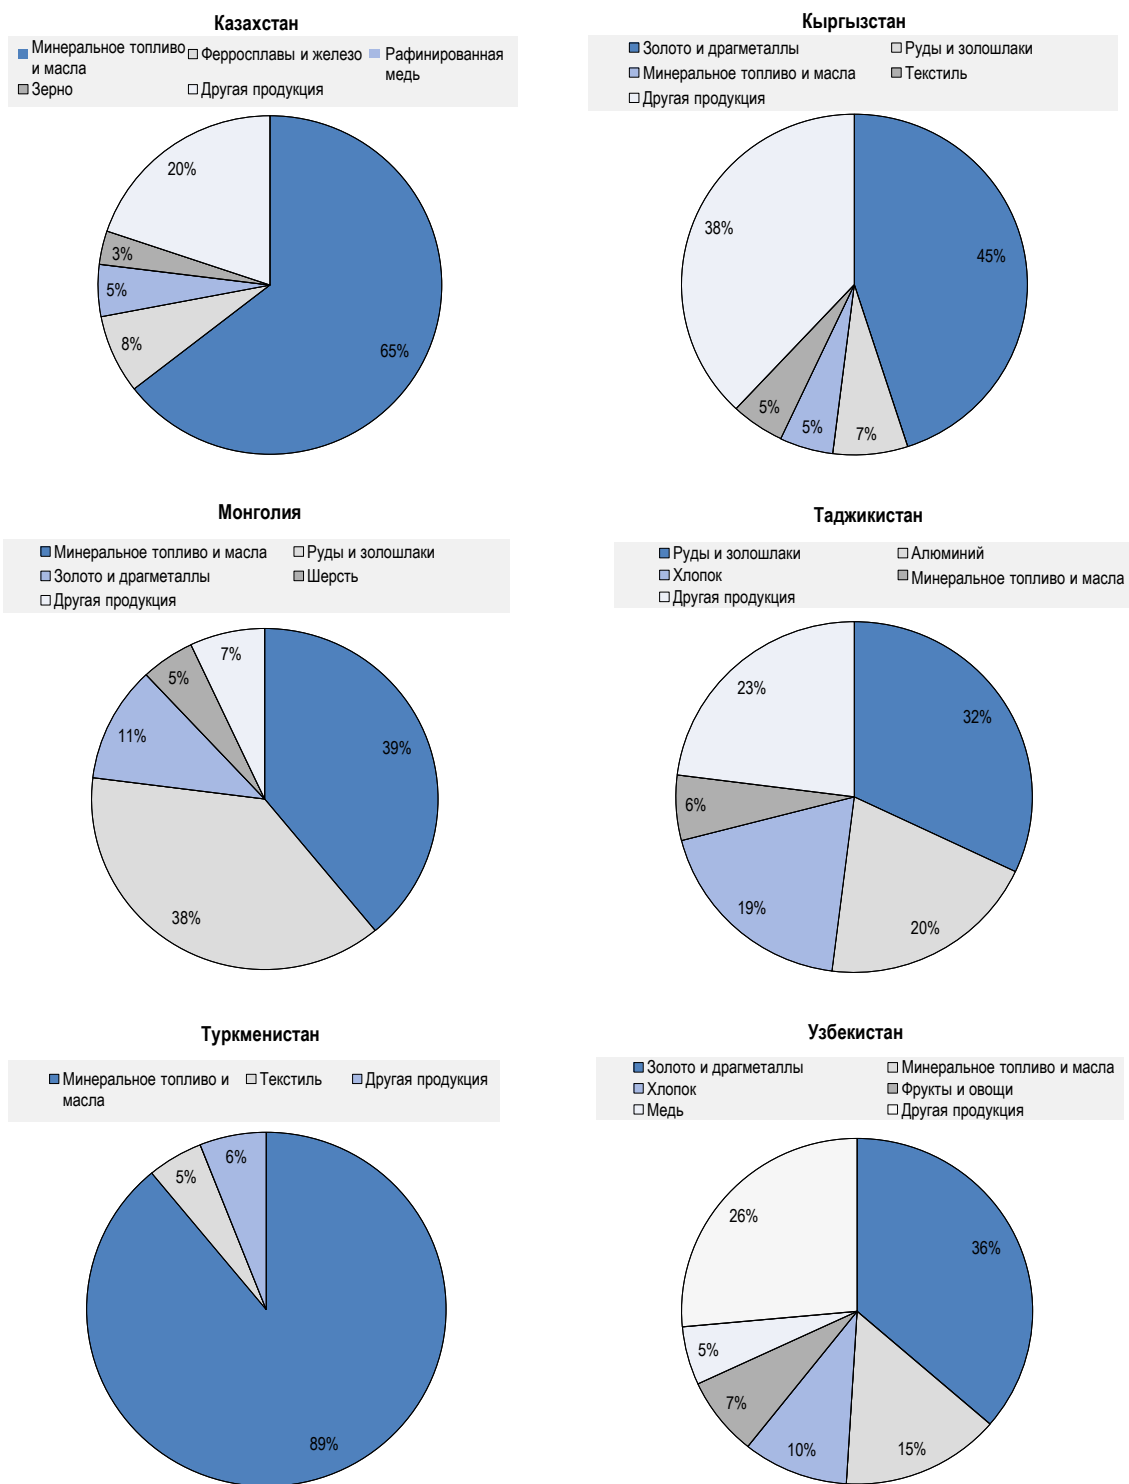 Казахстан
Минеральное топливо и масла
Ферросплавы и железо
Рафинированная медь
Зерно
Другая продукция
20%
3%
5%
8%
65%
Кыргызстан
Золото и драгметаллы
Руды и золошлаки
Минеральное топливо и масла
Текстиль
Другая продукция
38%
45%
5%
5%
7%
Монголия
Минеральное топливо и масла
Руды и золошлаки
Золото и драгметаллы
Шерсть
Другая продукция
7%
5%
11%
39%
38%
Таджикистан
Руды и золошлаки
Алюминий
Хлопок
Минеральное топливо и масла
Другая продукция
23%
32%
6%
19%
20%
Туркменистан
Минеральное топливо и масла
Текстиль
Другая продукция
6%
5%
89%
Узбекистан
Золото и драгметаллы
Минеральное топливо и масла
Хлопок
Фрукты и овощи
Медь
Другая продукция
26%
36%
5%
7%
10%
15%